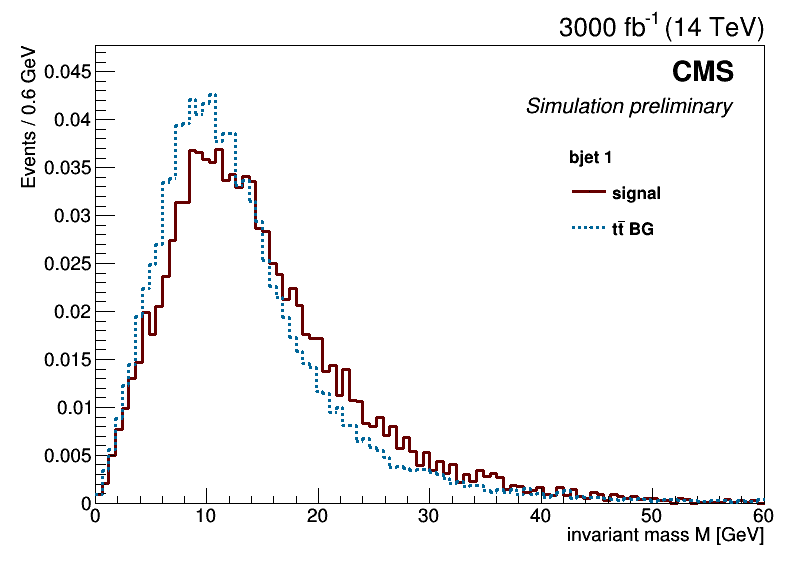 3000 fb⁻¹ (14 TeV)
Events / 0.6 GeV
CMS
Simulation preliminary
bjet 1
signal
tt̄ BG
0.045
0.04
0.035
0.03
0.025
0.02
0.015
0.01
0.005
0
0 10 20 30 40 50 60
invariant mass M [GeV]